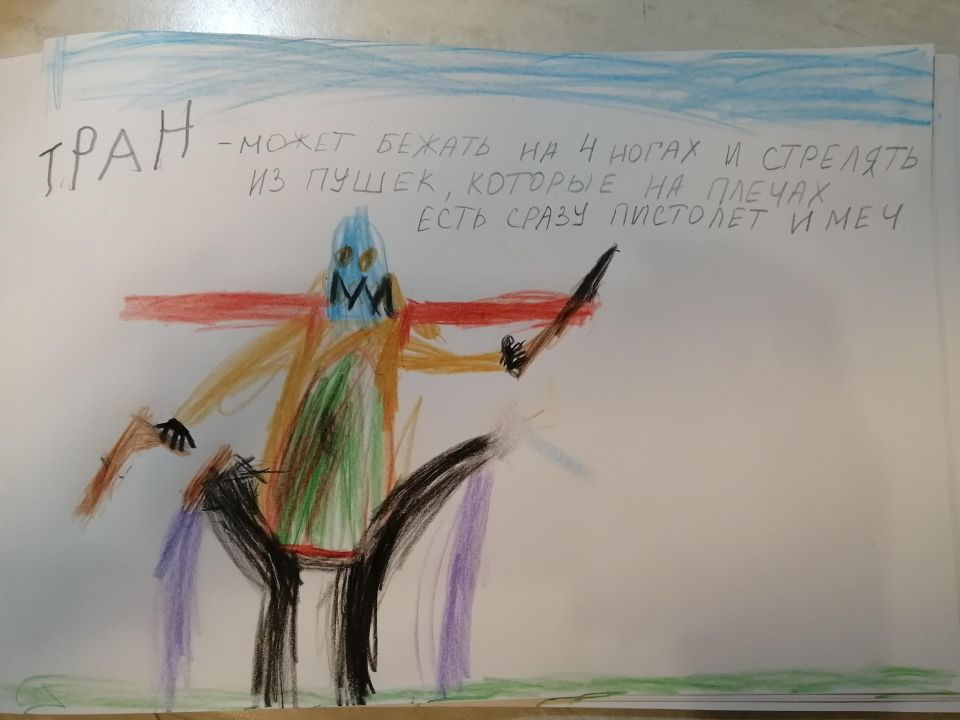 ТРАН - МОЖЕТ БЕЖАТЬ НА 4 НОГАХ И СТРЕЛЯТЬ
ИЗ ПУШЕК, КОТОРЫЕ НА ПЛЕЧАХ
ЕСТЬ СРАЗУ ПИСТОЛЕТ И МЕЧ.